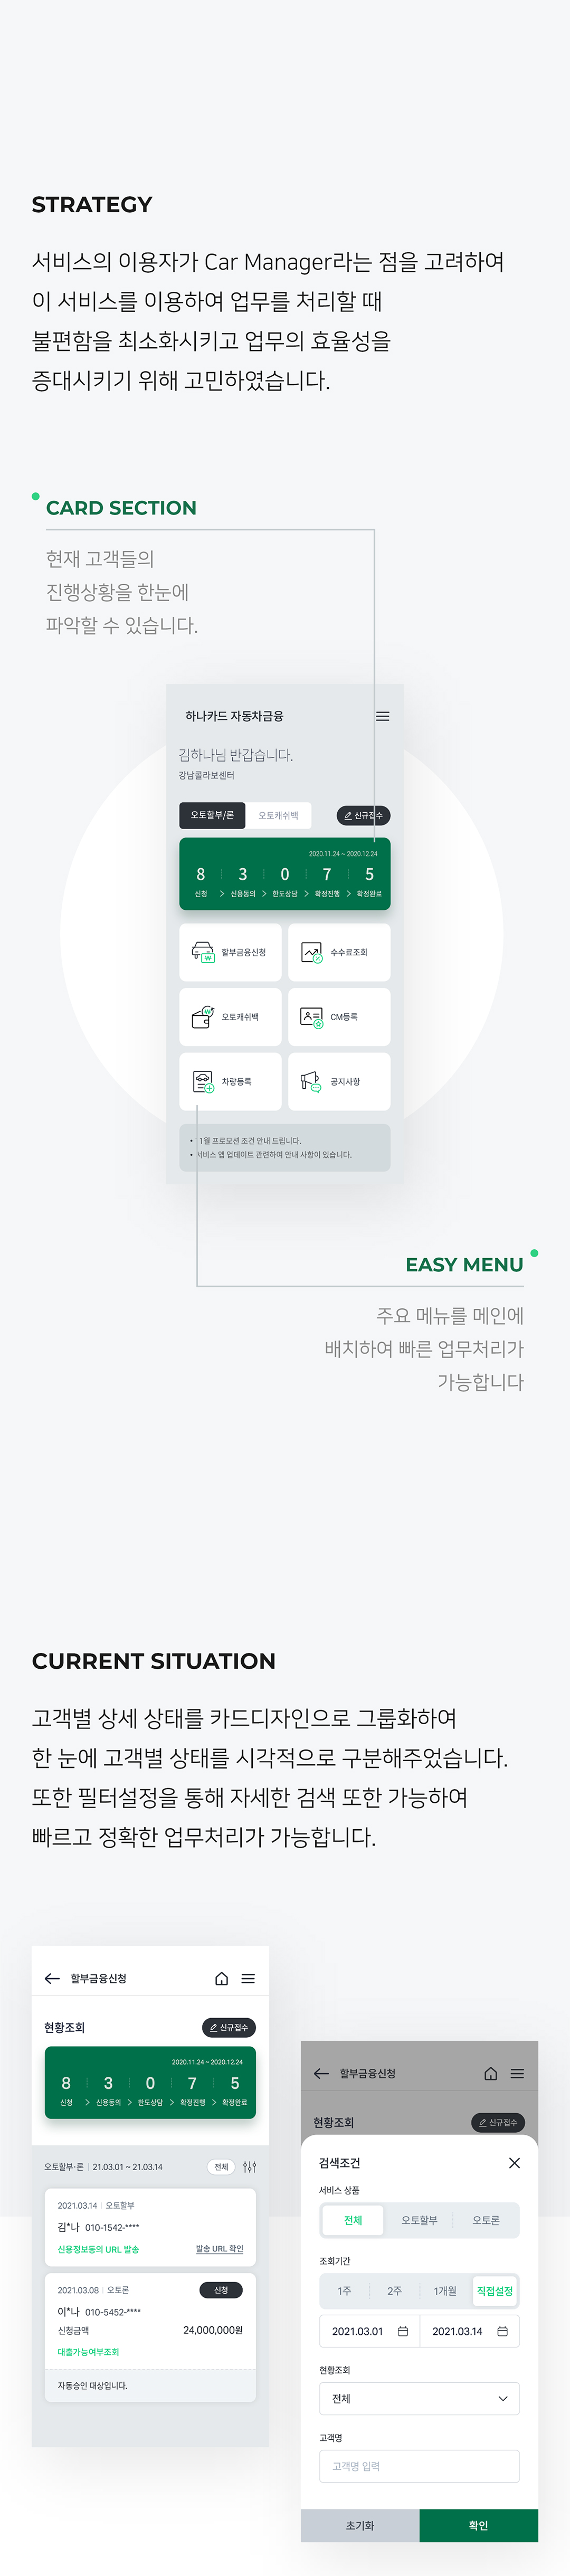 STRATEGY
서비스의 이용자가 Car Manager라는 점을 고려하여
이 서비스를 이용하여 업무를 처리할 때
불편함을 최소화시키고 업무의 효율성을
증대시키기 위해 고민하였습니다.
CARD SECTION
현재 고객들의
진행상황을 한눈에
파악할 수 있습니다.
하나카드 자동차금융
김하나님 반갑습니다.
강남콜라보센터
오토할부/론 오토캐쉬백 신규접수
2020.11.24 ~ 2020.12.24
8 3 0 7 5
신청 > 신용동의 > 한도상담 > 확정진행 > 확정완료
할부금융신청 수수료조회
오토캐쉬백 CM등록
차량등록 공지사항
• 1월 프로모션 조건 안내 드립니다.
• 서비스 앱 업데이트 관련하여 안내 사항이 있습니다.
EASY MENU
주요 메뉴를 메인에
배치하여 빠른 업무처리가
가능합니다
CURRENT SITUATION
고객별 상세 상태를 카드디자인으로 그룹화하여
한 눈에 고객별 상태를 시각적으로 구분해주었습니다.
또한 필터설정을 통해 자세한 검색 또한 가능하여
빠르고 정확한 업무처리가 가능합니다.
할부금융신청
현황조회 신규접수
2020.11.24 ~ 2020.12.24
8 3 0 7 5
신청 > 신용동의 > 한도상담 > 확정진행 > 확정완료
오토할부·론 | 21.03.01 ~ 21.03.14 전체
2021.03.14 | 오토할부
김*나 010-1542-****
신용정보동의 URL 발송 발송 URL 확인
2021.03.08 | 오토론 신청
이*나 010-5452-****
신청금액 24,000,000원
대출가능여부조회
자동승인 대상입니다.
할부금융신청
현황조회 신규접수
검색조건
서비스 상품
전체 오토할부 오토론
조회기간
1주 2주 1개월 직접설정
2021.03.01 2021.03.14
현황조회
전체
고객명
고객명 입력
초기화 확인